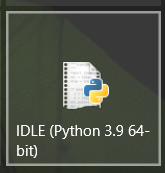 IDLE (Python 3.9 64-
bit)